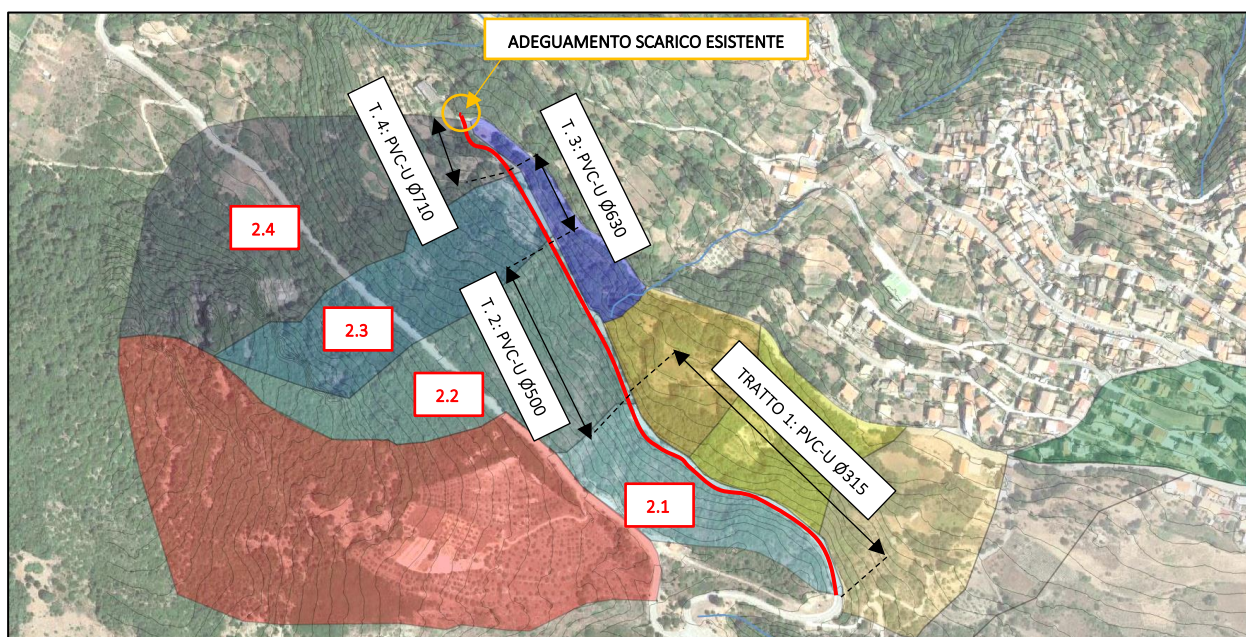 ADEGUAMENTO SCARICO ESISTENTE
T. 4: PVC-U Ø710
T. 3: PVC-U Ø630
2.4
2.3
T. 2: PVC-U Ø500
2.2
TRATTO 1: PVC-U Ø315
2.1